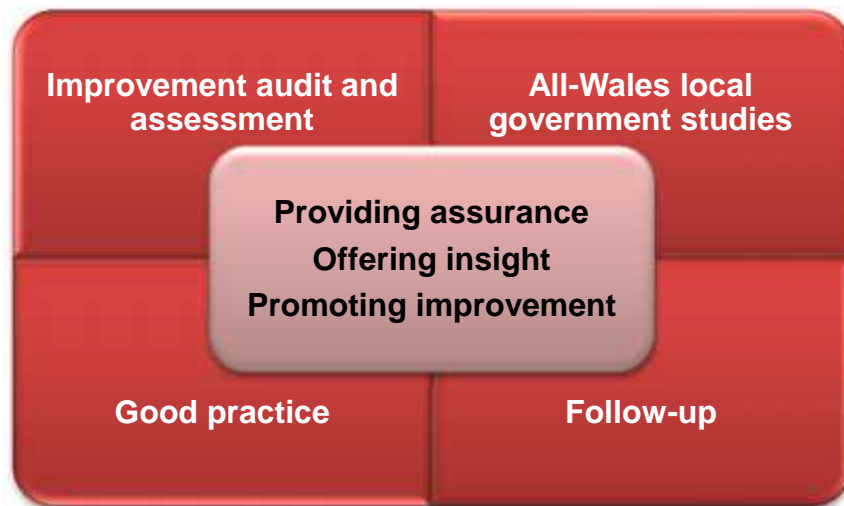 Improvement audit and
assessment
All-Wales local
government studies
Providing assurance
Offering insight
Promoting improvement
Good practice
Follow-up